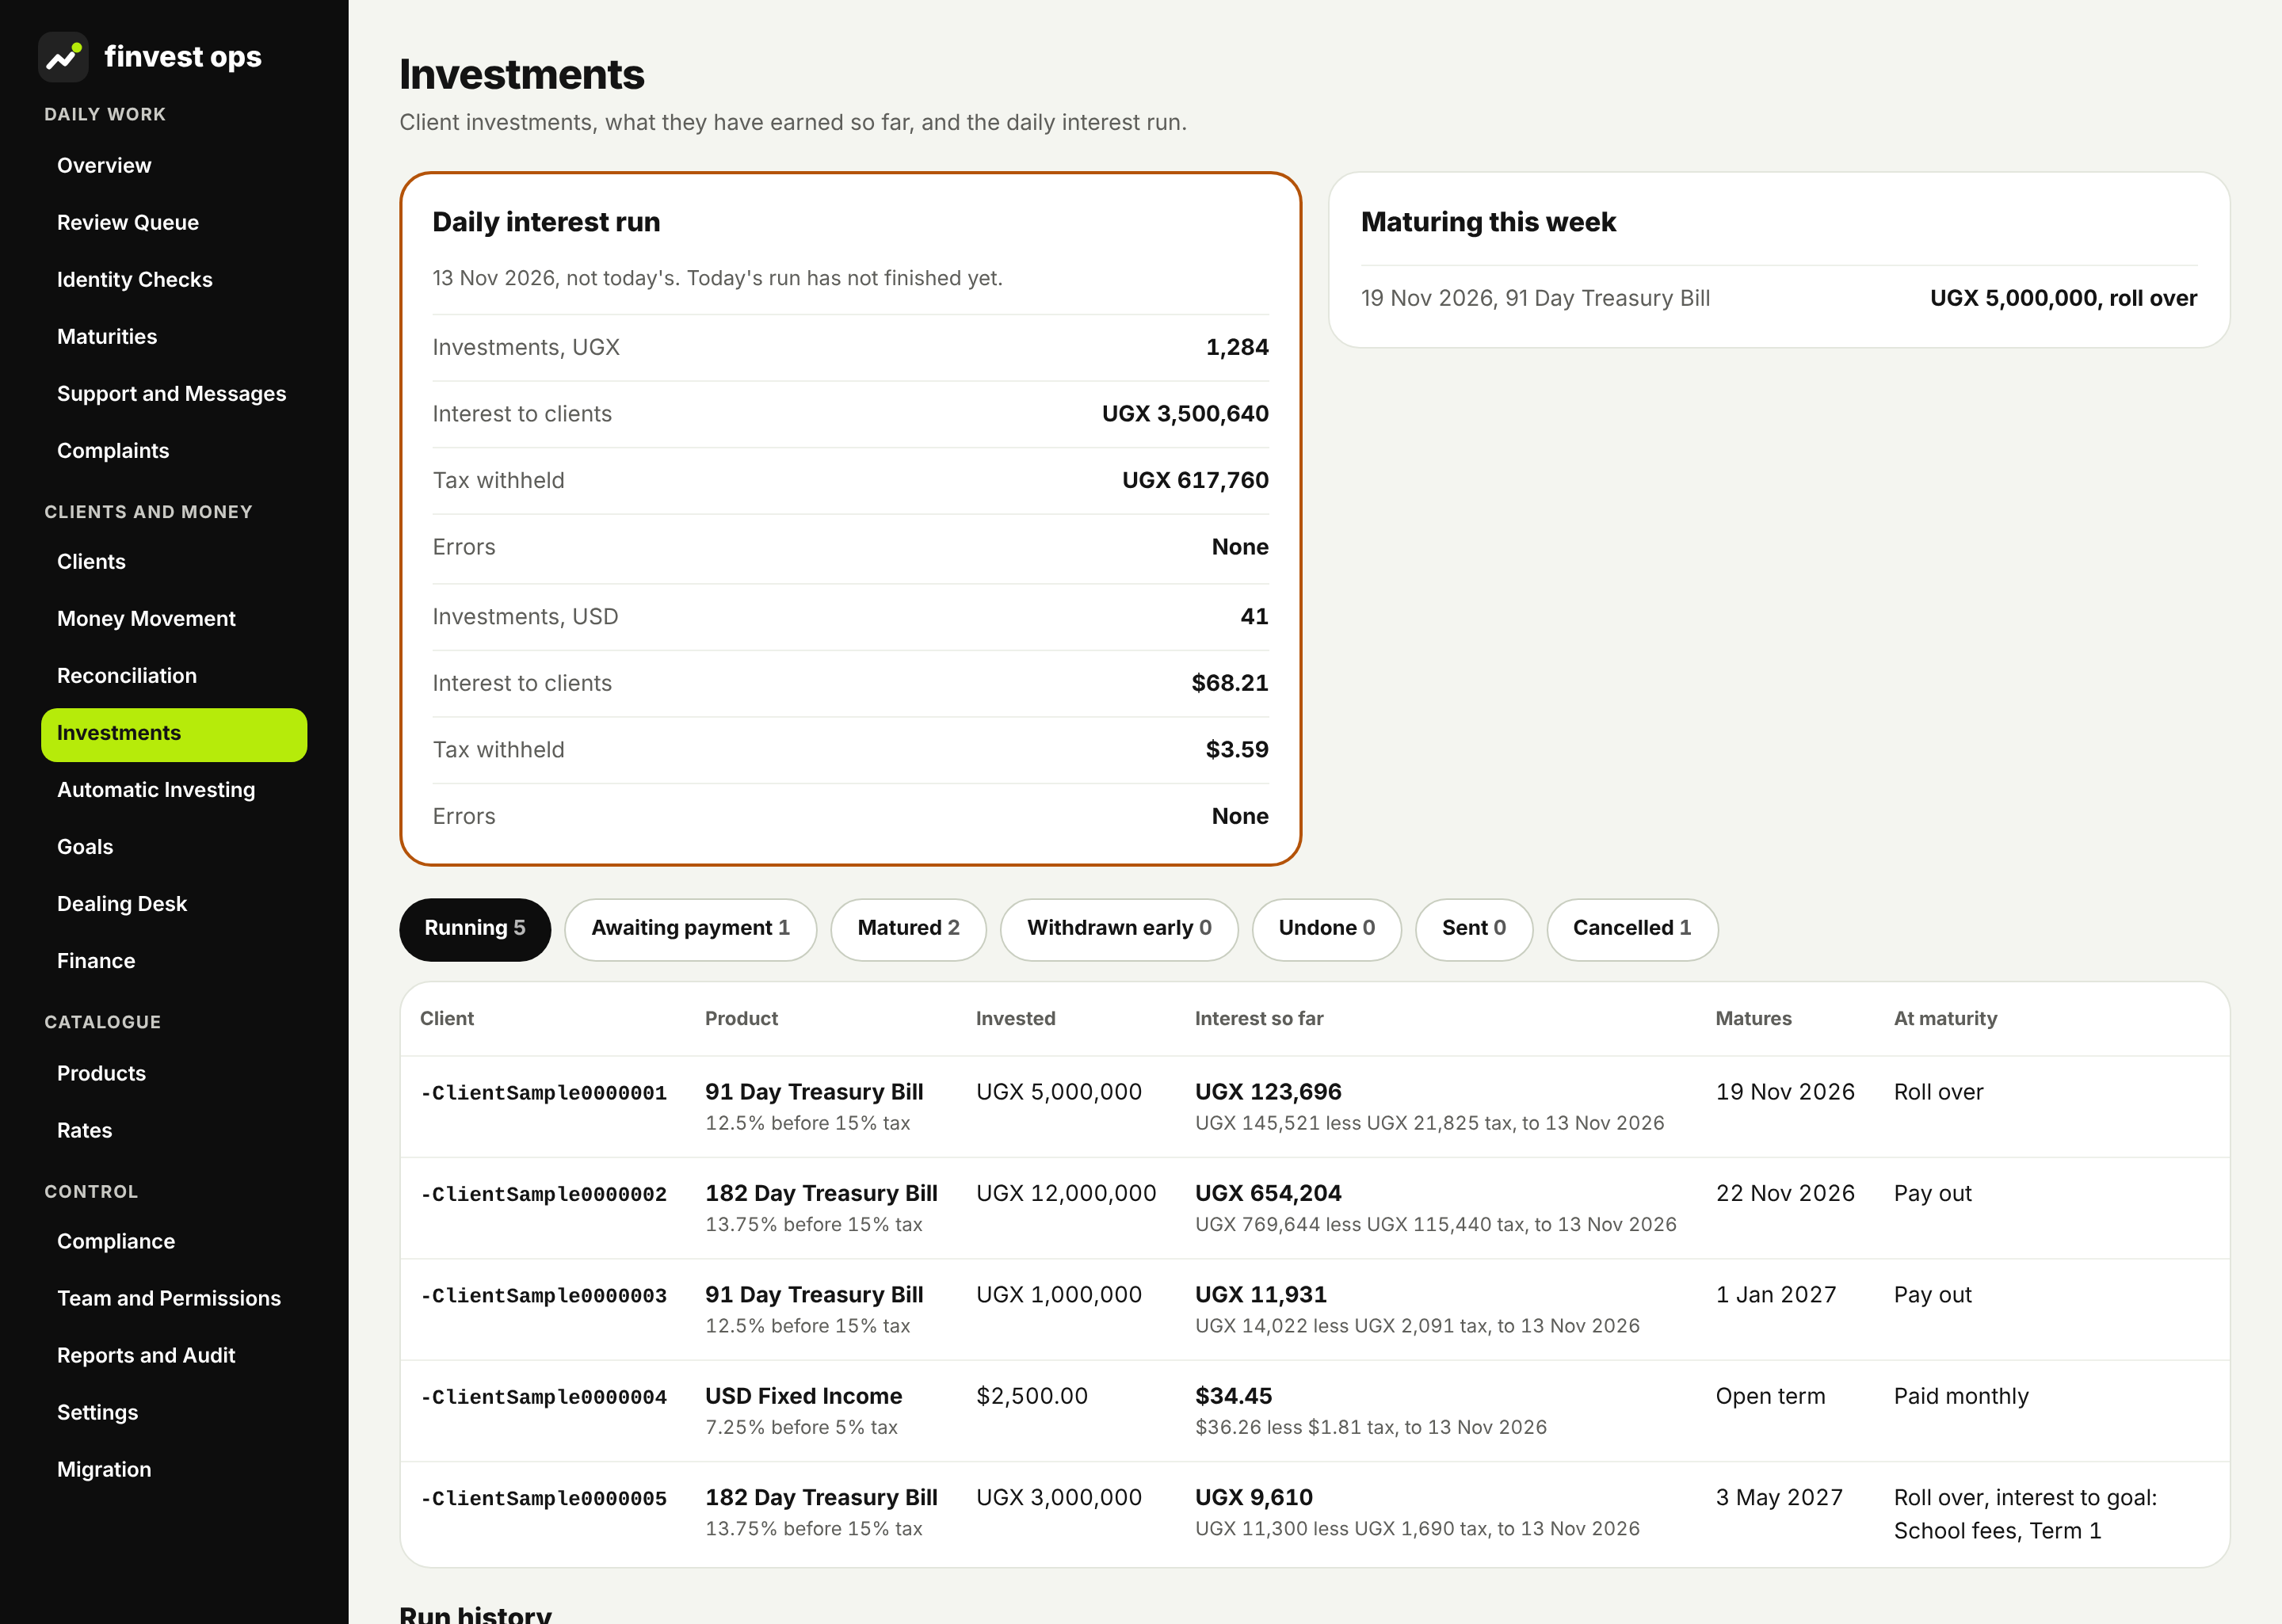 finvest ops
DAILY WORK
Overview
Review Queue
Identity Checks
Maturities
Support and Messages
Complaints
CLIENTS AND MONEY
Clients
Money Movement
Reconciliation
Investments
Automatic Investing
Goals
Dealing Desk
Finance
CATALOGUE
Products
Rates
CONTROL
Compliance
Team and Permissions
Reports and Audit
Settings
Migration
Investments
Client investments, what they have earned so far, and the daily interest run.
Daily interest run
13 Nov 2026, not today's. Today's run has not finished yet.
Investments, UGX 1,284
Interest to clients UGX 3,500,640
Tax withheld UGX 617,760
Errors None
Investments, USD 41
Interest to clients $68.21
Tax withheld $3.59
Errors None
Maturing this week
19 Nov 2026, 91 Day Treasury Bill UGX 5,000,000, roll over
Running 5 Awaiting payment 1 Matured 2 Withdrawn early 0 Undone 0 Sent 0 Cancelled 1
Client Product Invested Interest so far Matures At maturity
-ClientSample0000001 91 Day Treasury Bill UGX 5,000,000 UGX 123,696 19 Nov 2026 Roll over
12.5% before 15% tax UGX 145,521 less UGX 21,825 tax, to 13 Nov 2026
-ClientSample0000002 182 Day Treasury Bill UGX 12,000,000 UGX 654,204 22 Nov 2026 Pay out
13.75% before 15% tax UGX 769,644 less UGX 115,440 tax, to 13 Nov 2026
-ClientSample0000003 91 Day Treasury Bill UGX 1,000,000 UGX 11,931 1 Jan 2027 Pay out
12.5% before 15% tax UGX 14,022 less UGX 2,091 tax, to 13 Nov 2026
-ClientSample0000004 USD Fixed Income $2,500.00 $34.45 Open term Paid monthly
7.25% before 5% tax $36.26 less $1.81 tax, to 13 Nov 2026
-ClientSample0000005 182 Day Treasury Bill UGX 3,000,000 UGX 9,610 3 May 2027 Roll over, interest to goal:
13.75% before 15% tax UGX 11,300 less UGX 1,690 tax, to 13 Nov 2026 School fees, Term 1
Run history